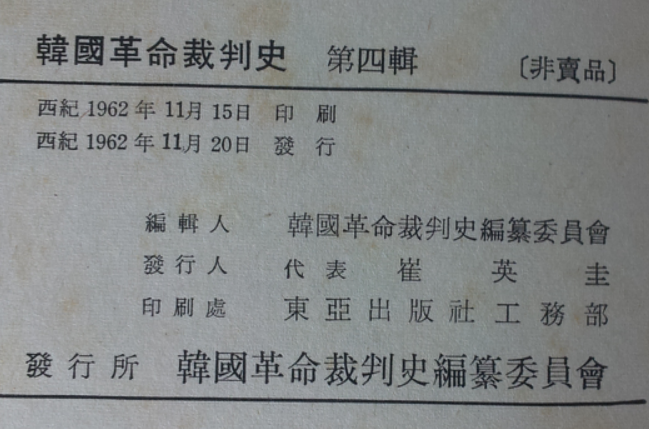 韓國革命裁判史 第四輯 〔非賣品〕
西紀 1962 年 11月 15日 印刷
西紀 1962 年 11月 20日 發行
編輯人 韓國革命裁判史編纂委員會
發行人 代表 崔英圭
印刷處 東亞出版社工務部
發行所 韓國革命裁判史編纂委員會